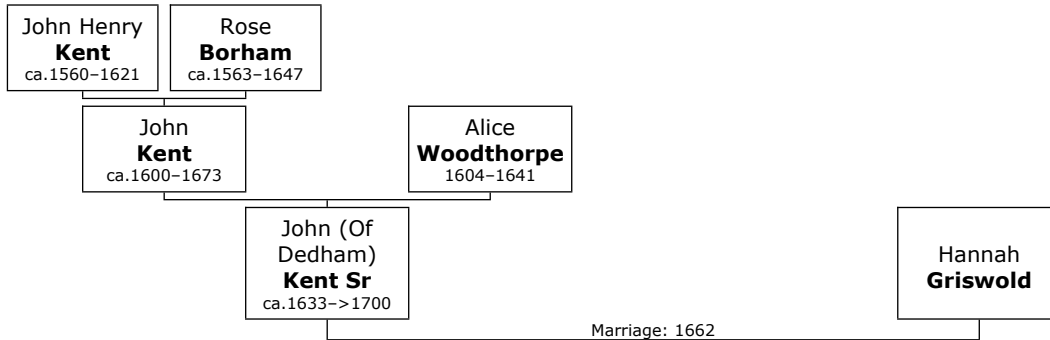 John Henry
Kent
ca.1560–1621
Rose
Borham
ca.1563–1647
John
Kent
ca.1600–1673
Alice
Woodthorpe
1604–1641
John (Of
Dedham)
Kent Sr
ca.1633–>1700
Hannah
Griswold
Marriage: 1662